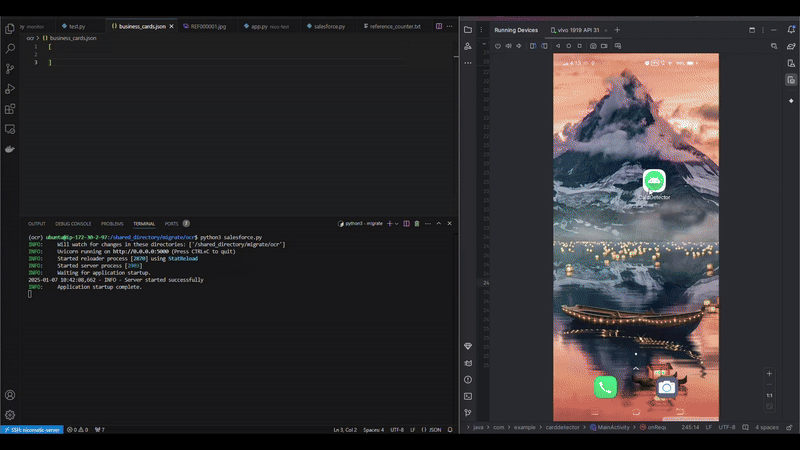 test.py
business_cards.json
REF000001.jpg
app.py nico-test
salesforce.py
reference_counter.txt
ocr > {} business_cards.json
1 [
2
3 ]
OUTPUT DEBUG CONSOLE PROBLEMS TERMINAL PORTS 7
python3 - migrate
(ocr) ubuntu@ip-172-30-2-97:/shared_directory/migrate/ocr$ python3 salesforce.py
INFO: Will watch for changes in these directories: ['/shared_directory/migrate/ocr']
INFO: Uvicorn running on http://0.0.0.0:5000 (Press CTRL+C to quit)
INFO: Started reloader process [2870] using StatReload
INFO: Started server process
INFO: Waiting for application startup.
2025-01-07 10:42:08,662 - INFO - Server started successfully
INFO: Application startup complete.
SSH: nicomatic-server 0 0 7
Ln 3, Col 2 Spaces: 4 UTF-8 LF {} JSON
Running Devices
vivo 1919 API 31
4:13
CardDetector
24
1:1
java > com > example > carddetector > MainActivity > onRequ
245:14 LF UTF-8 4 spaces